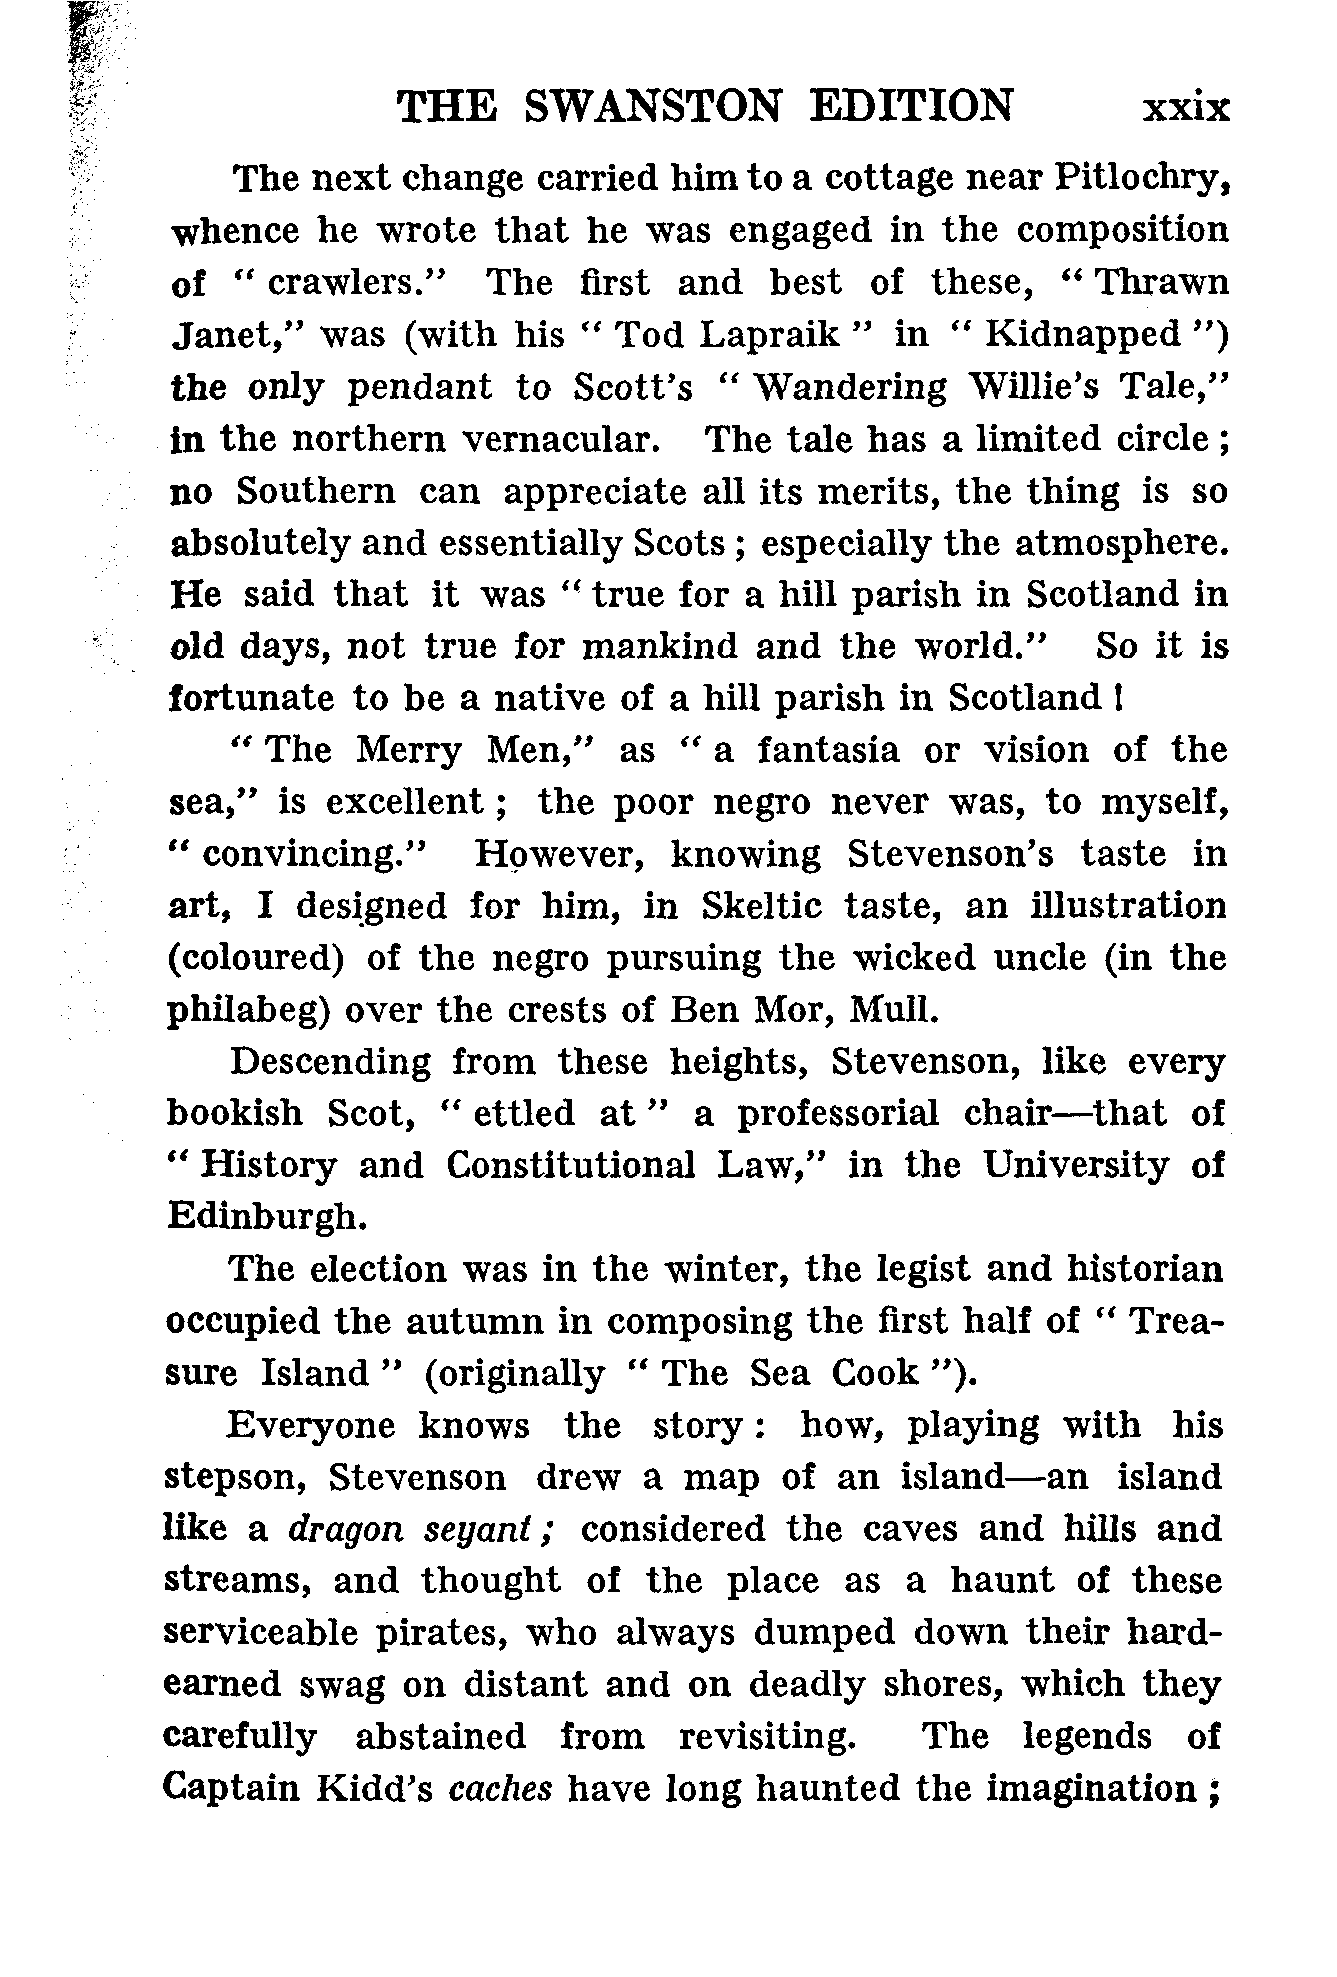 THE SWANSTON EDITION xxix
The next change carried him to a cottage near Pitlochry,
whence he wrote that he was engaged in the composition
of “ crawlers.” The first and best of these, “ Thrawn
Janet,” was (with his “ Tod Lapraik ” in “ Kidnapped ”)
the only pendant to Scott’s “ Wandering Willie’s Tale,”
in the northern vernacular. The tale has a limited circle ;
no Southern can appreciate all its merits, the thing is so
absolutely and essentially Scots ; especially the atmosphere.
He said that it was “ true for a hill parish in Scotland in
old days, not true for mankind and the world.” So it is
fortunate to be a native of a hill parish in Scotland !
“ The Merry Men,” as “ a fantasia or vision of the
sea,” is excellent ; the poor negro never was, to myself,
“ convincing.” However, knowing Stevenson’s taste in
art, I designed for him, in Skeltic taste, an illustration
(coloured) of the negro pursuing the wicked uncle (in the
philabeg) over the crests of Ben Mor, Mull.
Descending from these heights, Stevenson, like every
bookish Scot, “ ettled at ” a professorial chair—that of
“ History and Constitutional Law,” in the University of
Edinburgh.
The election was in the winter, the legist and historian
occupied the autumn in composing the first half of “ Trea-
sure Island ” (originally “ The Sea Cook ”).
Everyone knows the story : how, playing with his
stepson, Stevenson drew a map of an island—an island
like a dragon seyant ; considered the caves and hills and
streams, and thought of the place as a haunt of these
serviceable pirates, who always dumped down their hard-
earned swag on distant and on deadly shores, which they
carefully abstained from revisiting. The legends of
Captain Kidd’s caches have long haunted the imagination ;